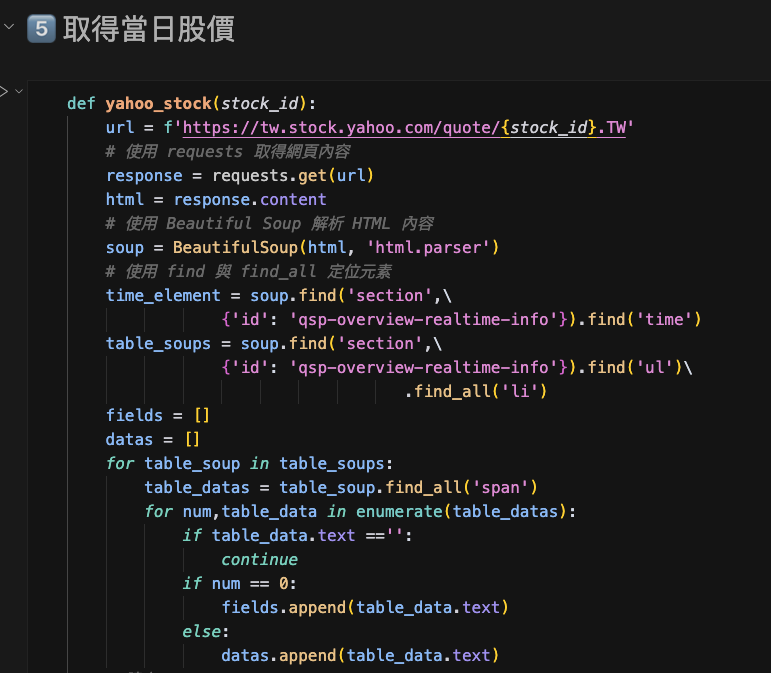 5 取得當日股價
def yahoo_stock(stock_id):
    url = f'https://tw.stock.yahoo.com/quote/{stock_id}.TW'
    # 使用 requests 取得網頁內容
    response = requests.get(url)
    html = response.content
    # 使用 Beautiful Soup 解析 HTML 內容
    soup = BeautifulSoup(html, 'html.parser')
    # 使用 find 與 find_all 定位元素
    time_element = soup.find('section',\
                {'id': 'qsp-overview-realtime-info'}).find('time')
    table_soups = soup.find('section',\
                {'id': 'qsp-overview-realtime-info'}).find('ul')\
                                   .find_all('li')
    fields = []
    datas = []
    for table_soup in table_soups:
        table_datas = table_soup.find_all('span')
        for num,table_data in enumerate(table_datas):
            if table_data.text =='':
                continue
            if num == 0:
                fields.append(table_data.text)
            else:
                datas.append(table_data.text)